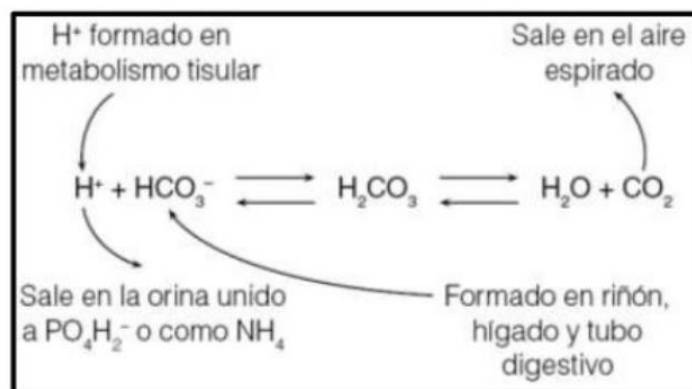 H⁺ formado en
metabolismo tisular
Sale en el aire
espirado
H⁺ + HCO₃⁻ ⇌ H₂CO₃ ⇌ H₂O + CO₂
Sale en la orina unido
a PO₄H₂⁻ o como NH₄
Formado en riñón,
hígado y tubo
digestivo